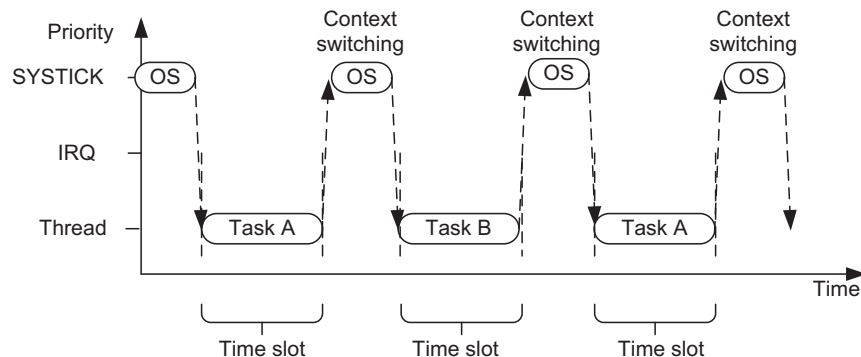 Priority
Context switching
Context switching
Context switching
SYSTICK
OS
OS
OS
OS
IRQ
Thread
Task A
Task B
Task A
Time
Time slot
Time slot
Time slot